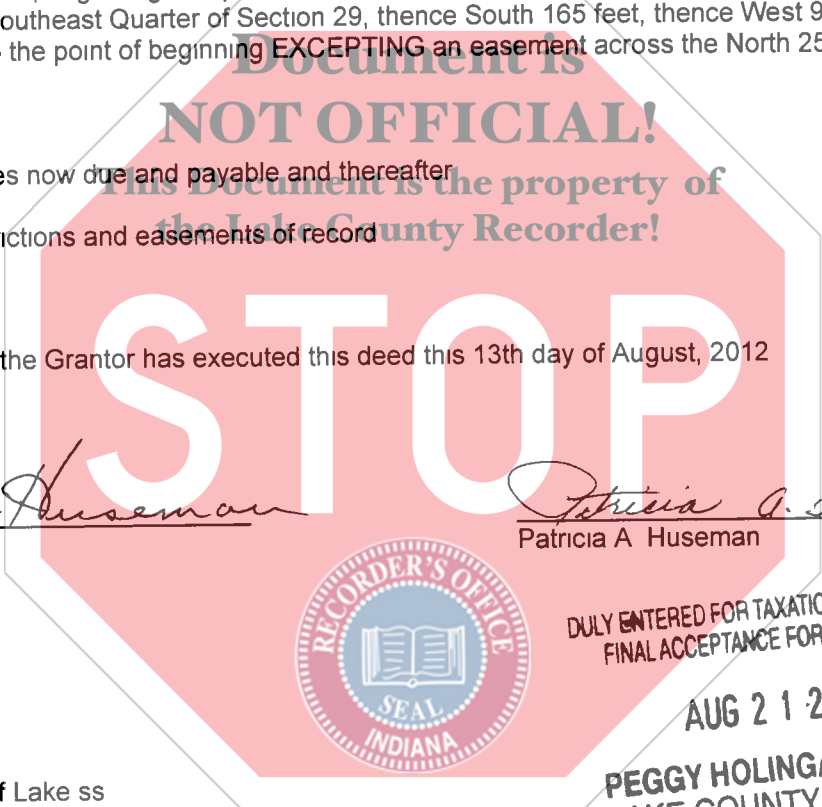 outheast Quarter of Section 29, thence South 165 feet, thence West 9
the point of beginning EXCEPTING an easement across the North 25
Document is
NOT OFFICIAL!
es now due and payable and thereafter
This Document is the property of
the Lake County Recorder!
ictions and easements of record
STOP
the Grantor has executed this deed this 13th day of August, 2012
Huseman
Patricia A.
Patricia A Huseman
RECORDER'S OFFICE
SEAL
INDIANA
DULY ENTERED FOR TAXATIO
FINAL ACCEPTANCE FOR
AUG 21 2
PEGGY HOLINGA
COUNTY
f Lake ss